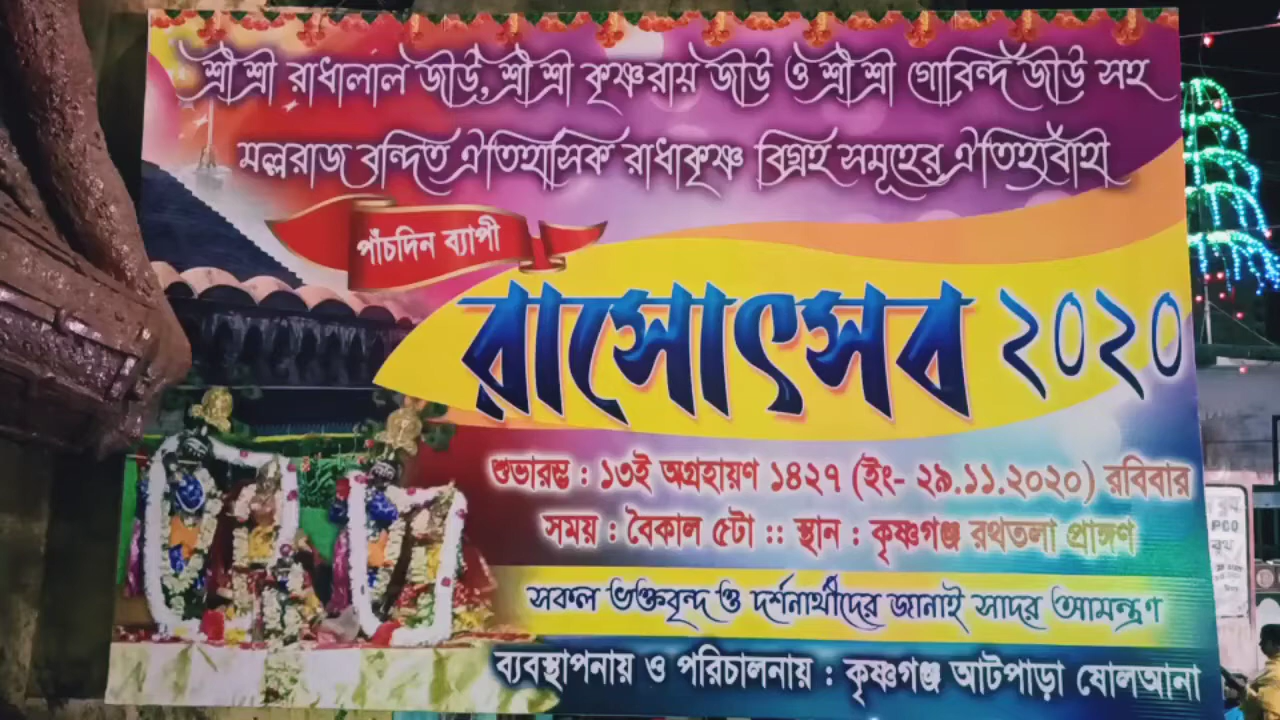 শ্রী শ্রী রাধালাল জীউ, শ্রী শ্রী কৃষ্ণরায় জীউ ও শ্রী শ্রী গোবিন্দ জীউ সহ
মল্লরাজ বন্দিত ঐতিহাসিক রাধাকৃষ্ণ বিগ্রহ সমূহের ঐতিহ্যবাহী
পাঁচদিন ব্যাপী
রাসোৎসব ২০২০
শুভারম্ভ : ১৩ই অগ্রহায়ণ ১৪২৭ (ইং- ২৯.১১.২০২০) রবিবার
সময় : বৈকাল ৫টা :: স্থান : কৃষ্ণগঞ্জ রথতলা প্রাঙ্গণ
সকল ভক্তবৃন্দ ও দর্শনার্থীদের জানাই সাদর আমন্ত্রণ
ব্যবস্থাপনায় ও পরিচালনায় : কৃষ্ণগঞ্জ আটপাড়া ষোলআনা
PCO